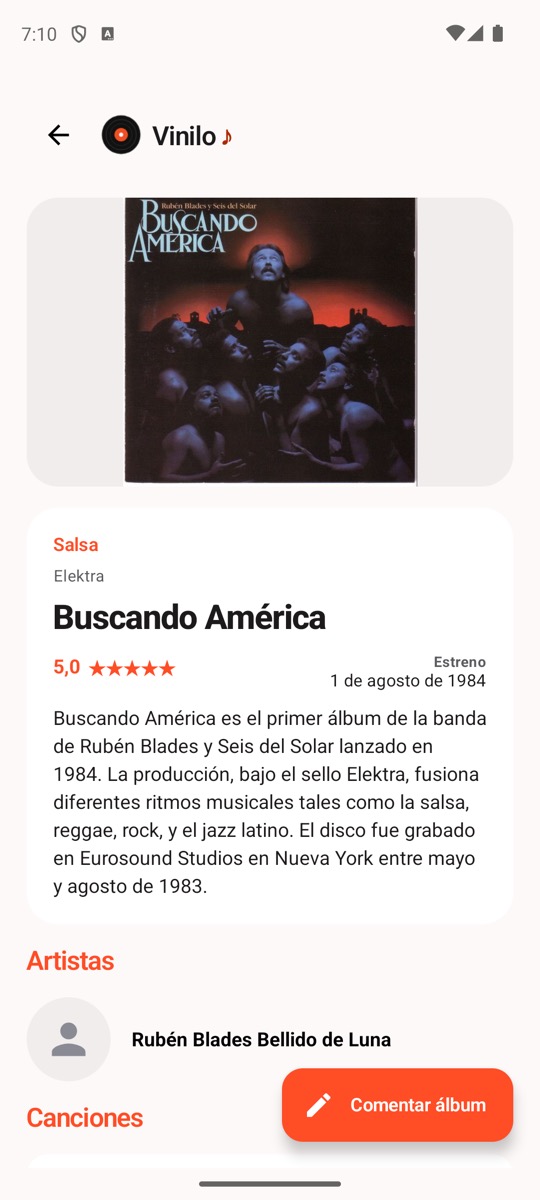 7:10
Vinilo
Rubén Blades y Seis del Solar
BUSCANDO
AMÉRICA
Salsa
Elektra
Buscando América
5,0 ★★★★★
Estreno
1 de agosto de 1984
Buscando América es el primer álbum de la banda
de Rubén Blades y Seis del Solar lanzado en
1984. La producción, bajo el sello Elektra, fusiona
diferentes ritmos musicales tales como la salsa,
reggae, rock, y el jazz latino. El disco fue grabado
en Eurosound Studios en Nueva York entre mayo
y agosto de 1983.
Artistas
Rubén Blades Bellido de Luna
Canciones
Comentar álbum